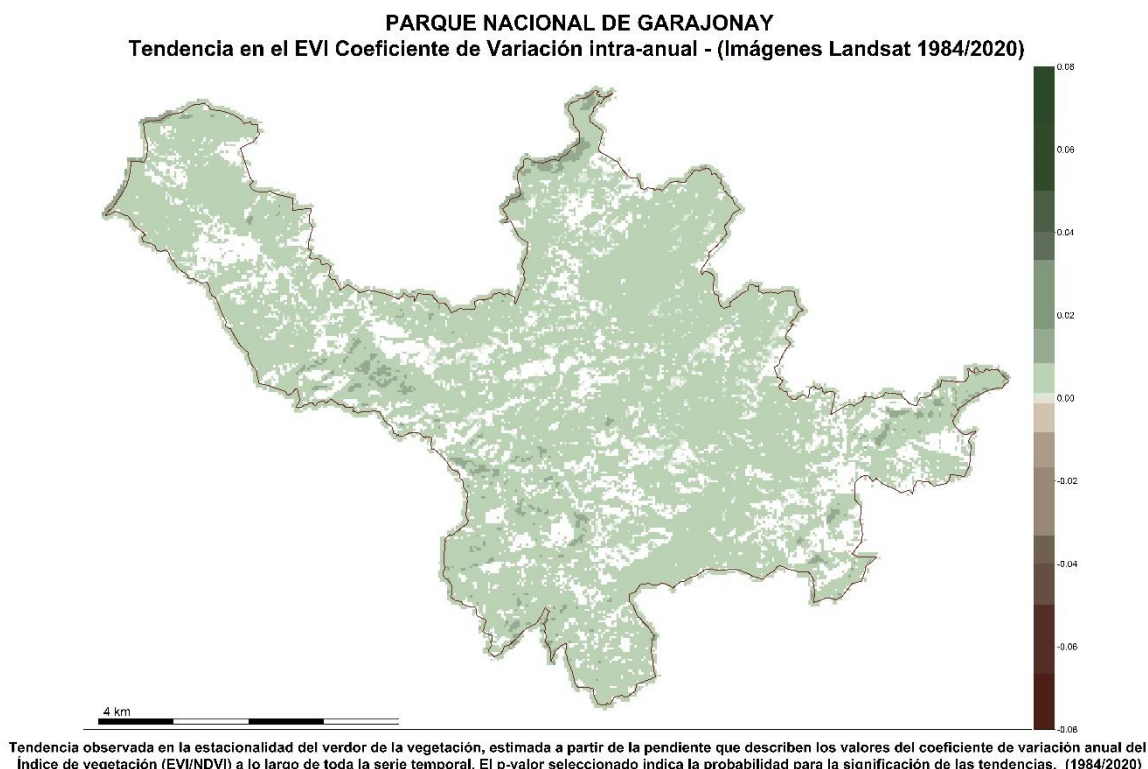 PARQUE NACIONAL DE GARAJONAY
Tendencia en el EVI Coeficiente de Variación intra-anual - (Imágenes Landsat 1984/2020)
0.08
0.06
0.04
0.02
0.00
-0.02
-0.04
-0.06
-0.08
4 km
Tendencia observada en la estacionalidad del verdor de la vegetación, estimada a partir de la pendiente que describen los valores del coeficiente de variación anual del
Índice de vegetación (EVI/NDVI) a lo largo de toda la serie temporal. El p-valor seleccionado indica la probabilidad para la significación de las tendencias. (1984/2020)